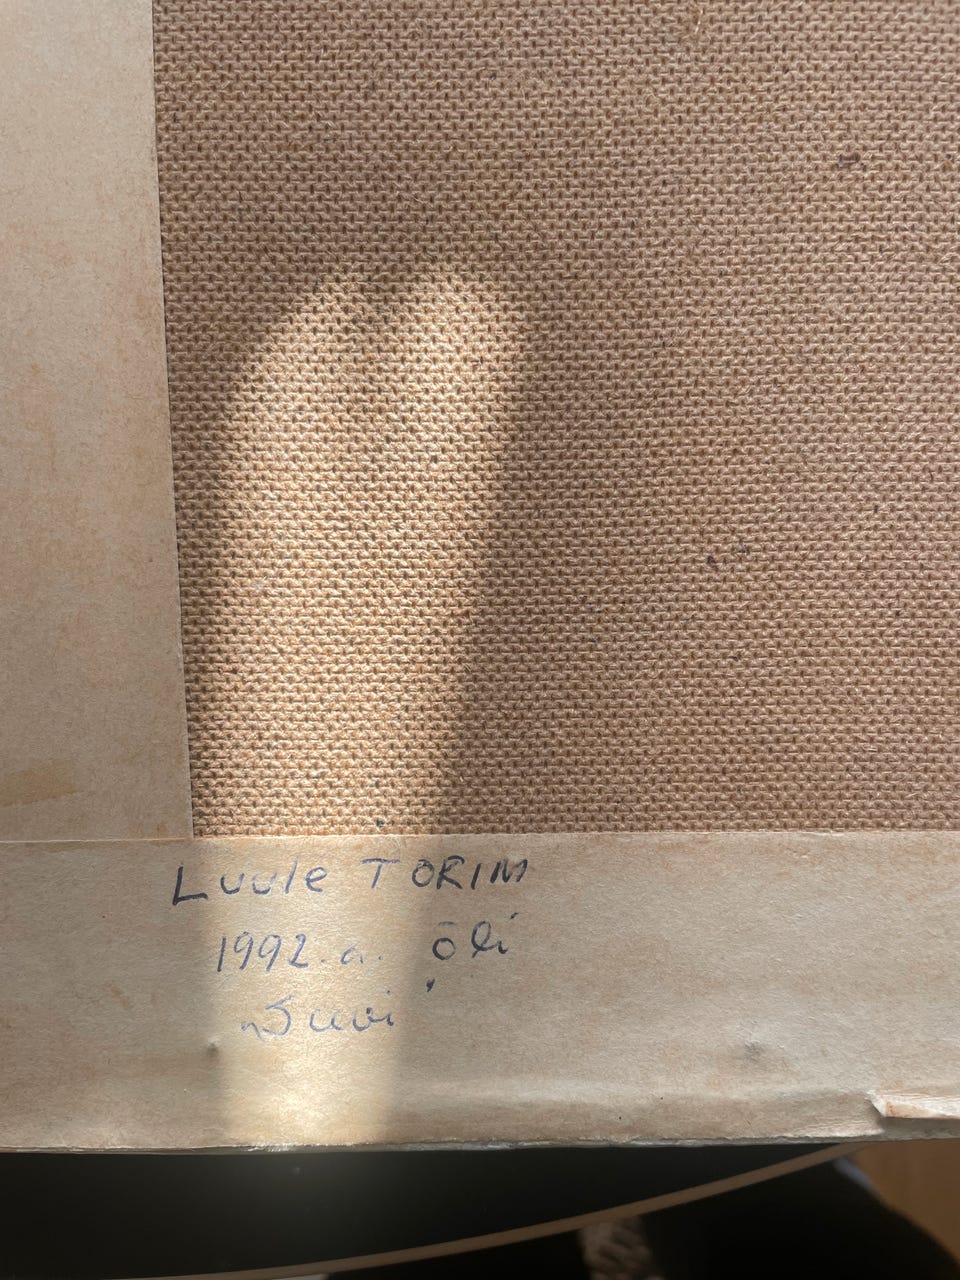 Luule TORIM
1992.a. õli
„Suvi"